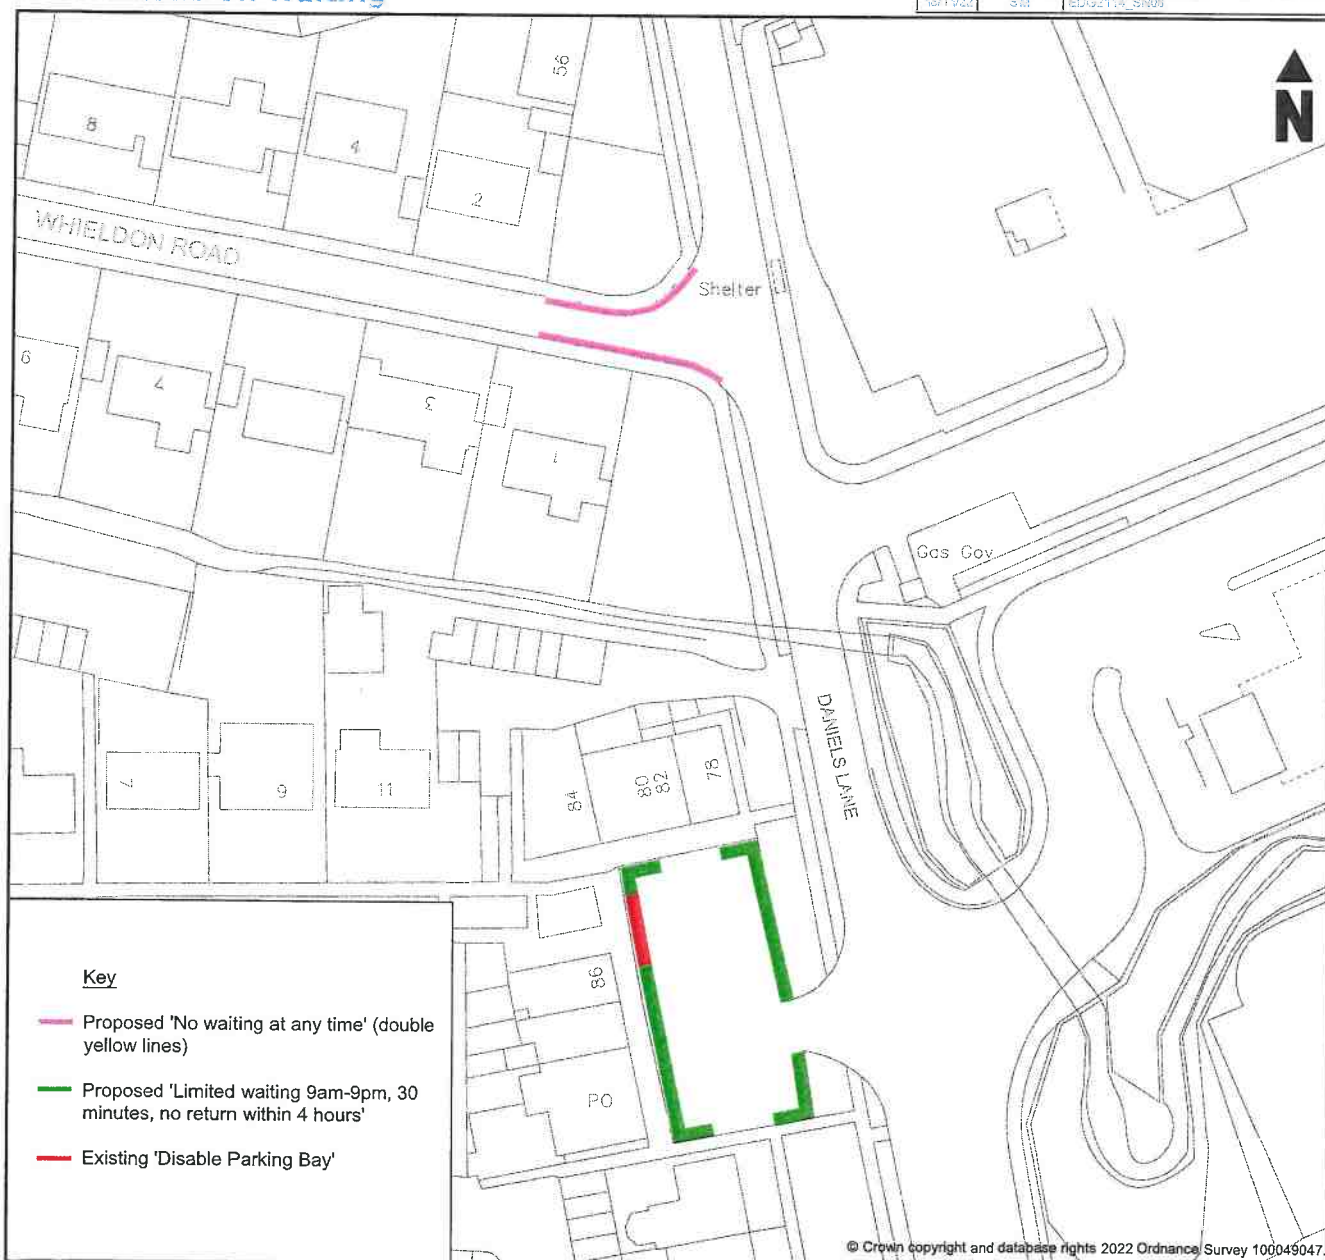 N
56
8
4
2
WHIELDON ROAD
Shelter
6
7
3
1
Gas Gov
DANIELS LANE
7
9
11
84
80
82
78
86
PO
Key
Proposed 'No waiting at any time' (double
yellow lines)
Proposed 'Limited waiting 9am-9pm, 30
minutes, no return within 4 hours'
Existing 'Disable Parking Bay'
© Crown copyright and database rights 2022 Ordnance Survey 100049047